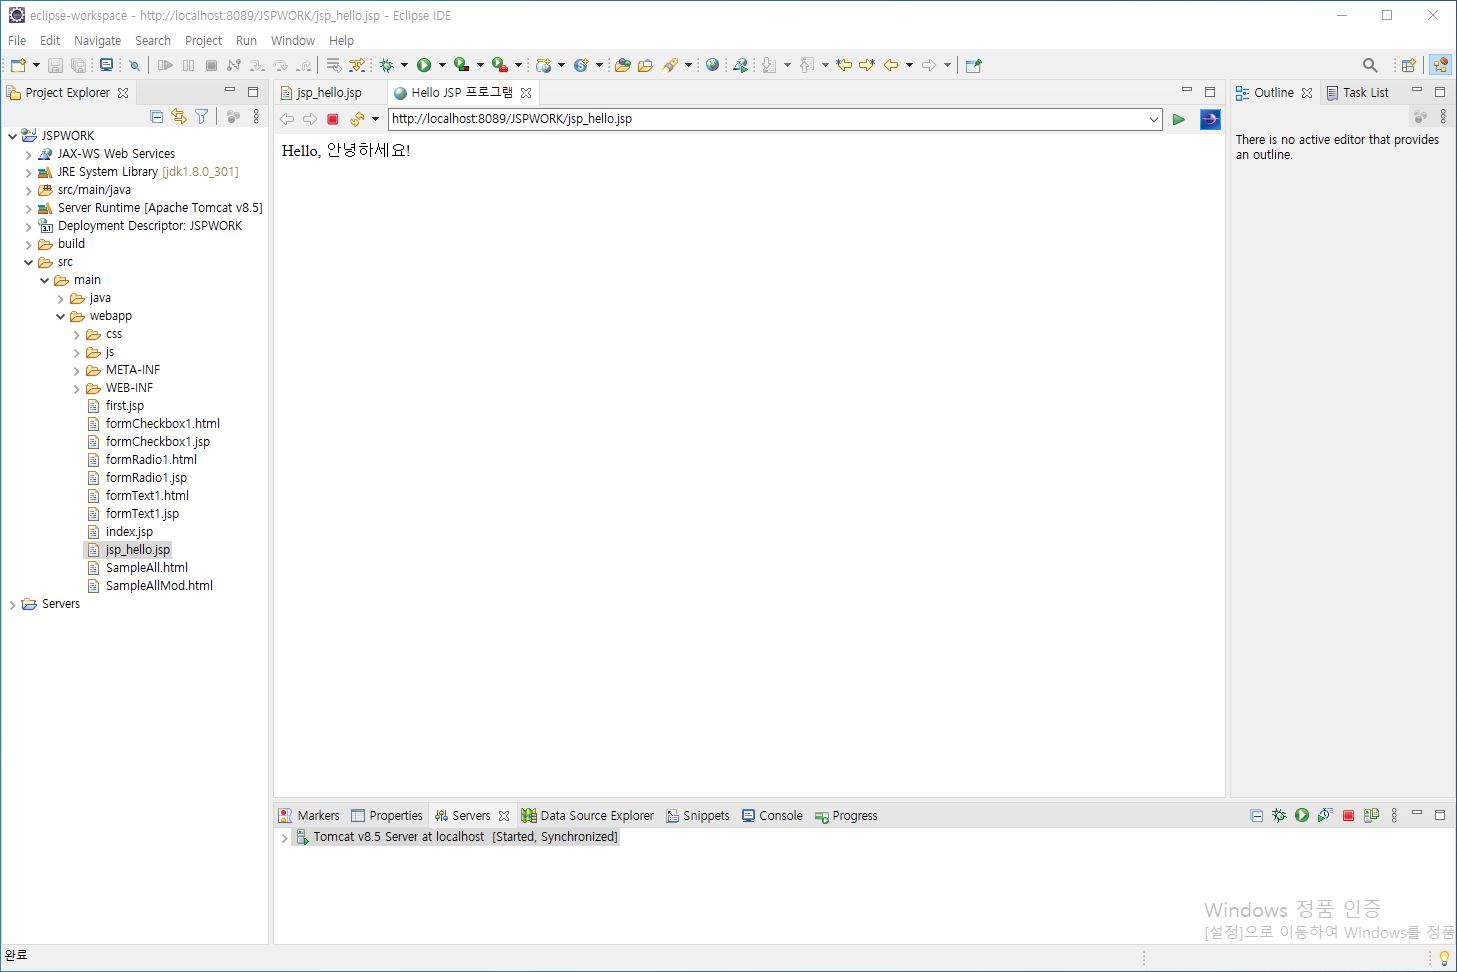 eclipse-workspace - http://localhost:8089/JSPWORK/jsp_hello.jsp - Eclipse IDE
File Edit Navigate Search Project Run Window Help
Project Explorer
jsp_hello.jsp
Hello JSP 프로그램
Outline
Task List
http://localhost:8089/JSPWORK/jsp_hello.jsp
Hello, 안녕하세요!
There is no active editor that provides
an outline.
JSPWORK
JAX-WS Web Services
JRE System Library [jdk1.8.0_301]
src/main/java
Server Runtime [Apache Tomcat v8.5]
3.1
Deployment Descriptor: JSPWORK
build
src
main
java
webapp
css
js
META-INF
WEB-INF
first.jsp
formCheckbox1.html
formCheckbox1.jsp
formRadio1.html
formRadio1.jsp
formText1.html
formText1.jsp
index.jsp
jsp_hello.jsp
SampleAll.html
SampleAllMod.html
Servers
Markers Properties Servers Data Source Explorer Snippets Console Progress
Tomcat v8.5 Server at localhost [Started, Synchronized]
Windows 정품 인증
[설정]으로 이동하여 Windows를 정품
완료